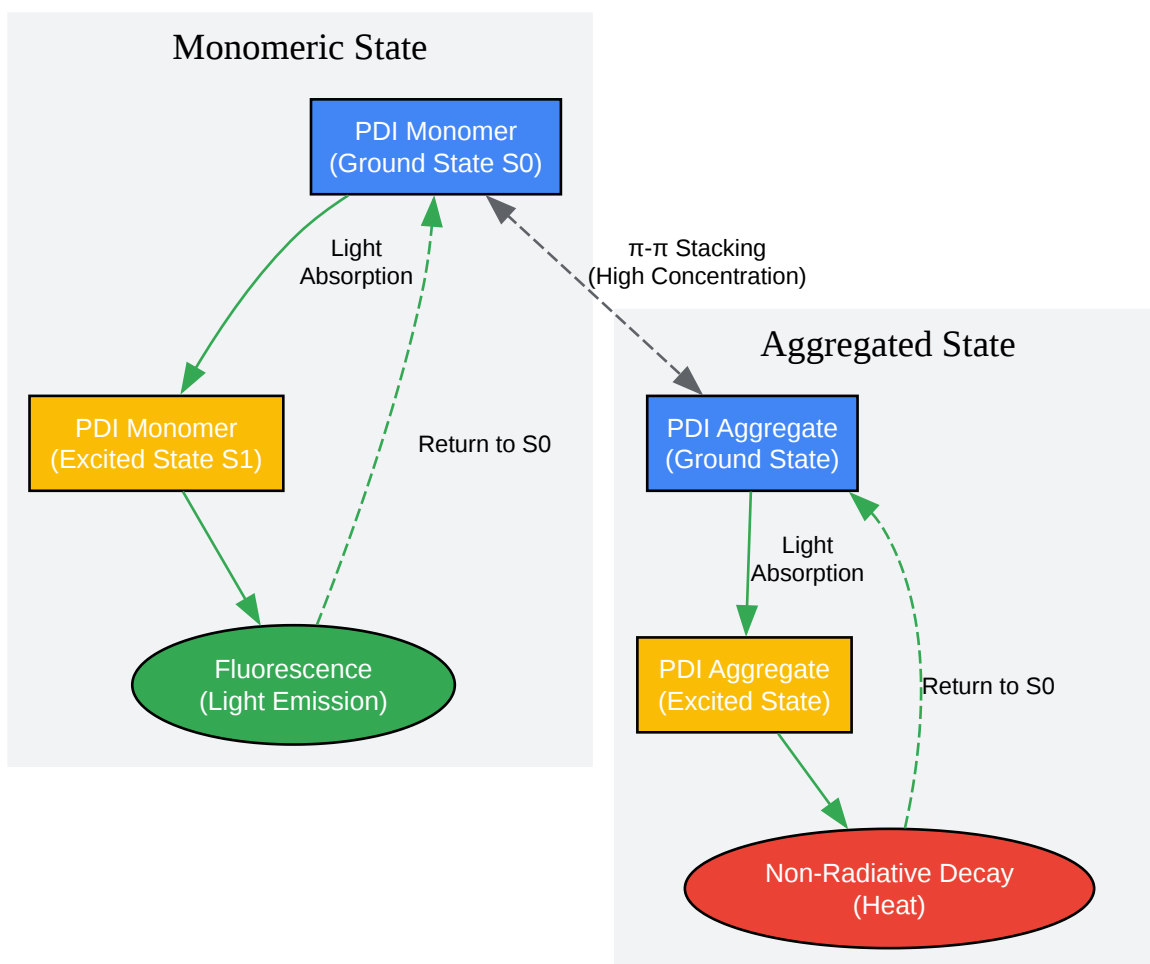 Monomeric State
PDI Monomer
(Ground State S0)
Light
Absorption
π-π Stacking
(High Concentration)
Aggregated State
PDI Monomer
(Excited State S1)
Return to S0
PDI Aggregate
(Ground State)
Light
Absorption
Fluorescence
(Light Emission)
PDI Aggregate
(Excited State)
Return to S0
Non-Radiative Decay
(Heat)